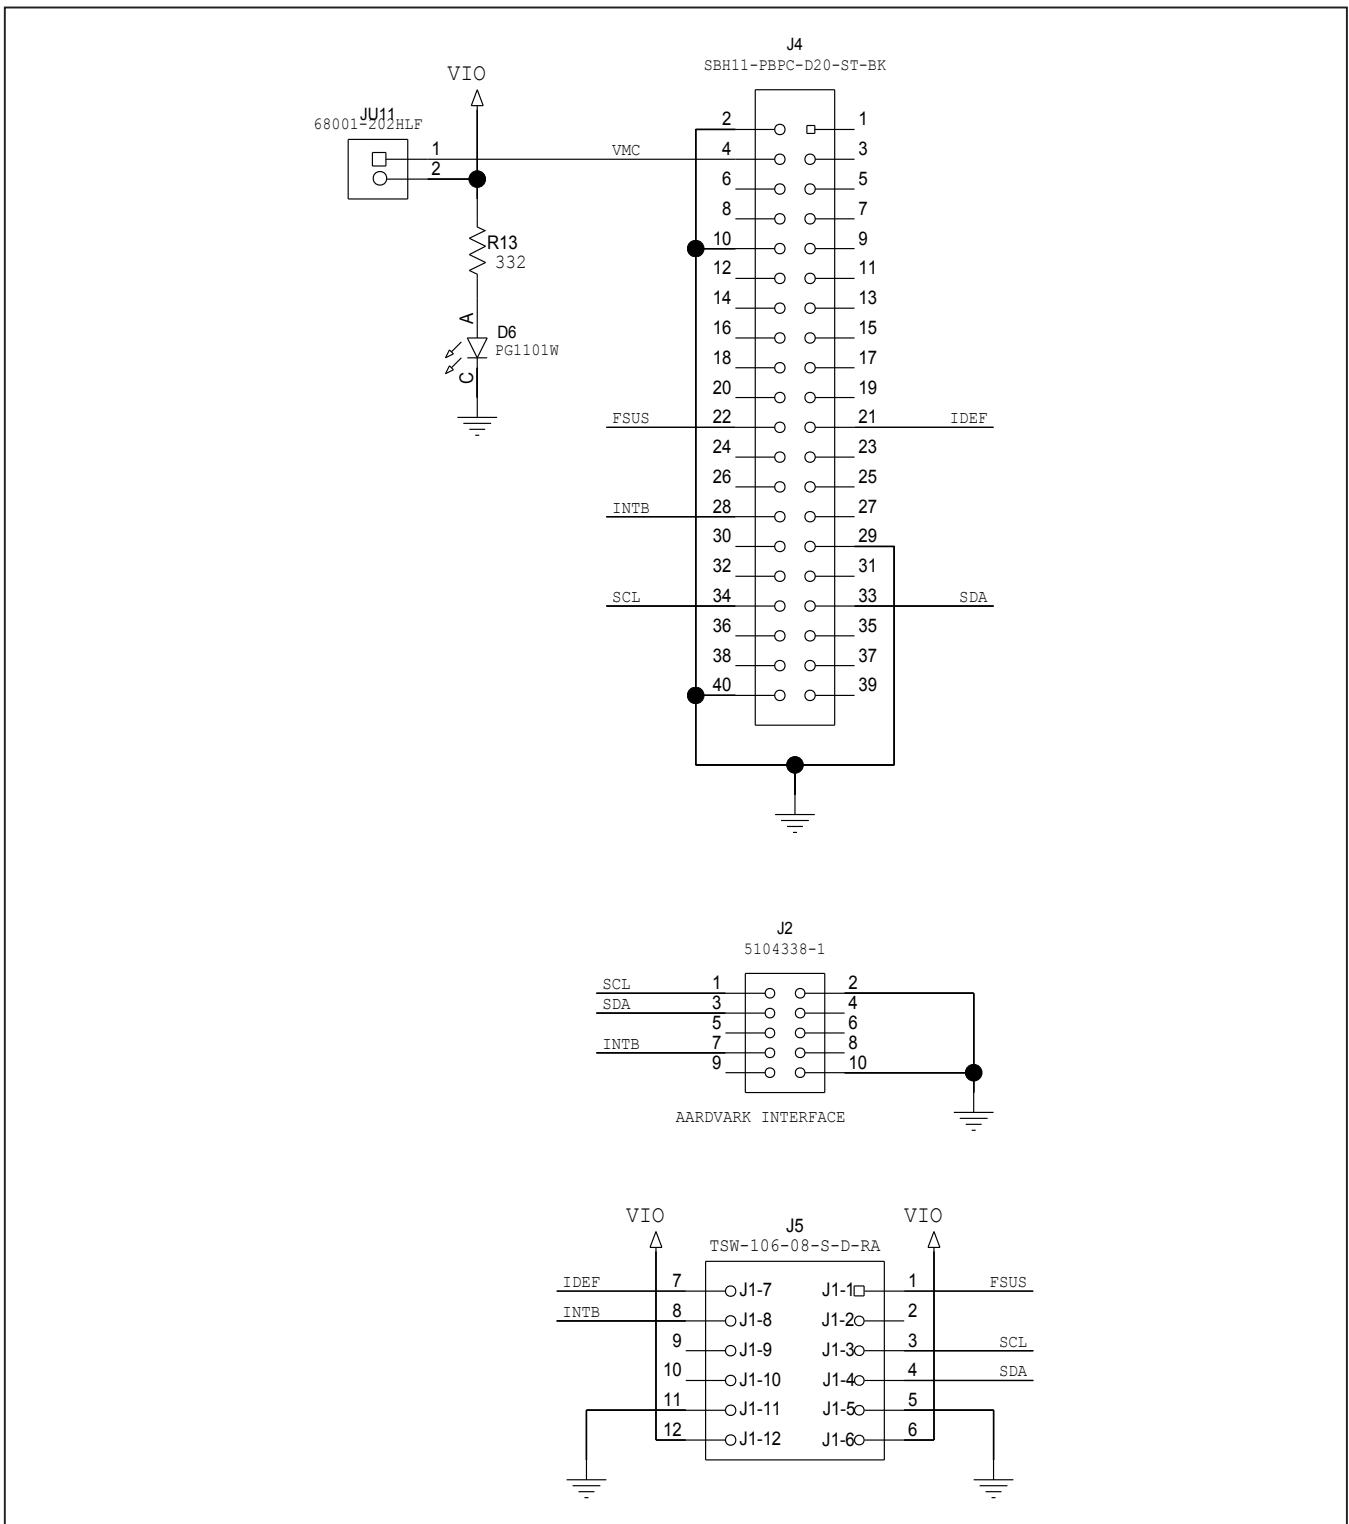 J4
SBH11-PBPC-D20-ST-BK
VIO
JU11
68001-202HLF
1
2
VMC
R13
332
A
D6
PG1101W
C
2 1
4 3
6 5
8 7
10 9
12 11
14 13
16 15
18 17
20 19
FSUS 22 21 IDEF
24 23
26 25
INTB 28 27
30 29
32 31
SCL 34 33 SDA
36 35
38 37
40 39
J2
5104338-1
SCL 1 2
SDA 3 4
5 6
INTB 7 8
9 10
AARDVARK INTERFACE
VIO VIO
J5
TSW-106-08-S-D-RA
IDEF 7 J1-7 J1-1 1 FSUS
INTB 8 J1-8 J1-2 2
9 J1-9 J1-3 3 SCL
10 J1-10 J1-4 4 SDA
11 J1-11 J1-5 5
12 J1-12 J1-6 6